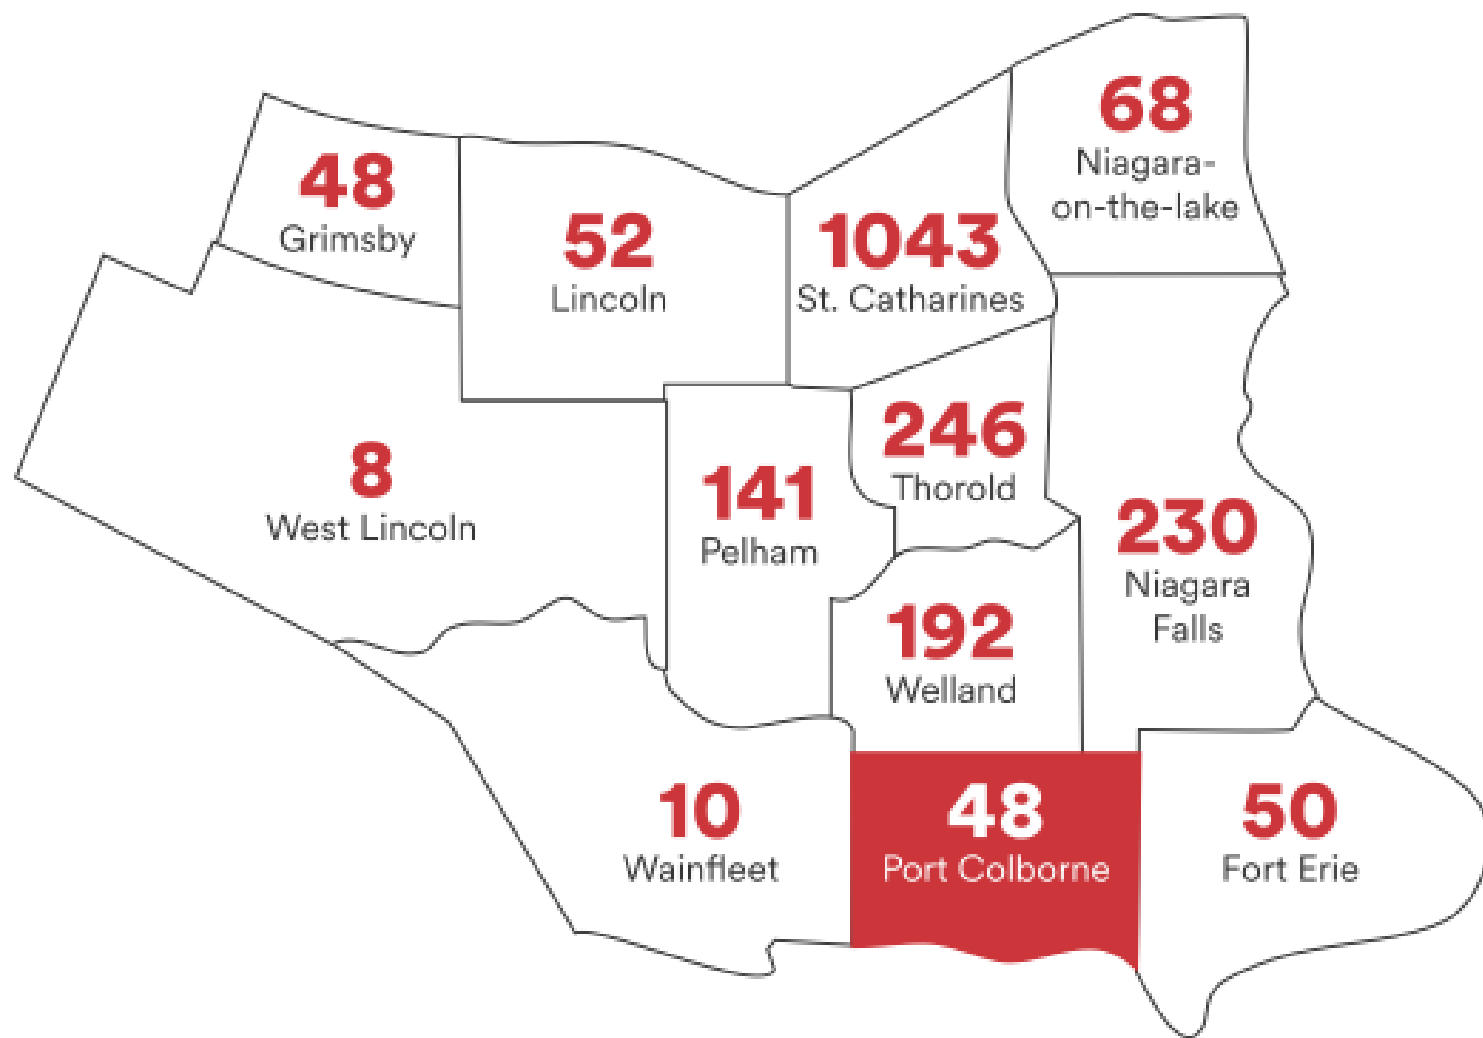 68
Niagara-
on-the-lake
48
Grimsby
52
Lincoln
1043
St. Catharines
246
Thorold
8
West Lincoln
141
Pelham
230
Niagara
Falls
192
Welland
10
Wainfleet
48
Port Colborne
50
Fort Erie